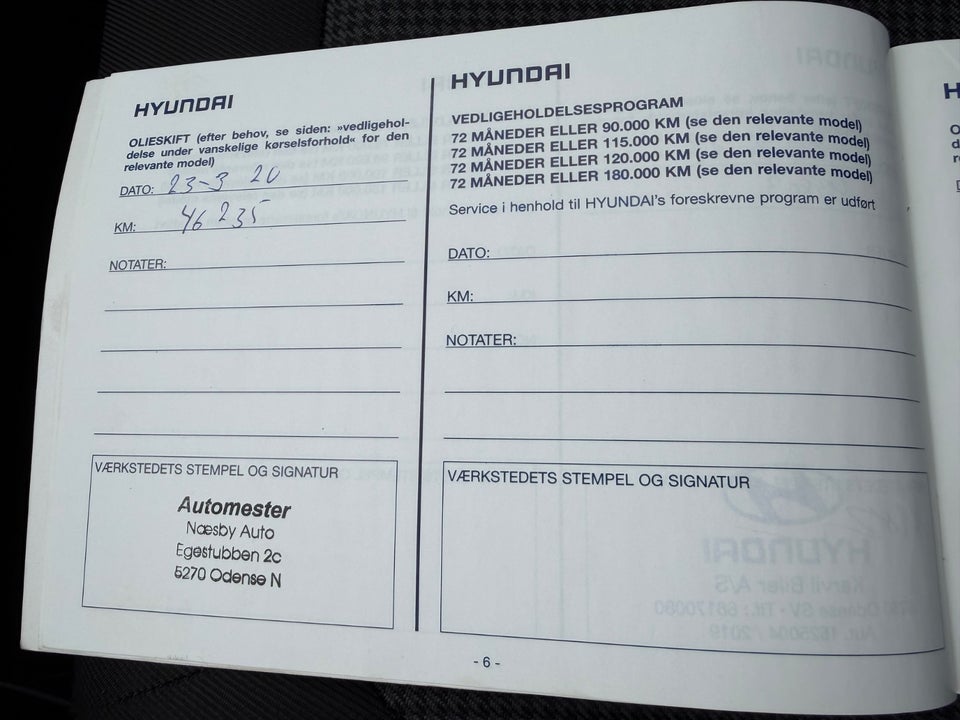 HYUNDAI
OLIESKIFT (efter behov, se siden: »vedligehol-
delse under vanskelige kørselsforhold« for den
relevante model)
DATO: 23-3 20
KM: 46 235
NOTATER:
VÆRKSTEDETS STEMPEL OG SIGNATUR
Automester
Næsby Auto
Egestubben 2c
5270 Odense N
HYUNDAI
VEDLIGEHOLDELSESPROGRAM
72 MÅNEDER ELLER 90.000 KM (se den relevante model)
72 MÅNEDER ELLER 115.000 KM (se den relevante model)
72 MÅNEDER ELLER 120.000 KM (se den relevante model)
72 MÅNEDER ELLER 180.000 KM (se den relevante model)
Service i henhold til HYUNDAI's foreskrevne program er udført
DATO:
KM:
NOTATER:
VÆRKSTEDETS STEMPEL OG SIGNATUR
- 6 -